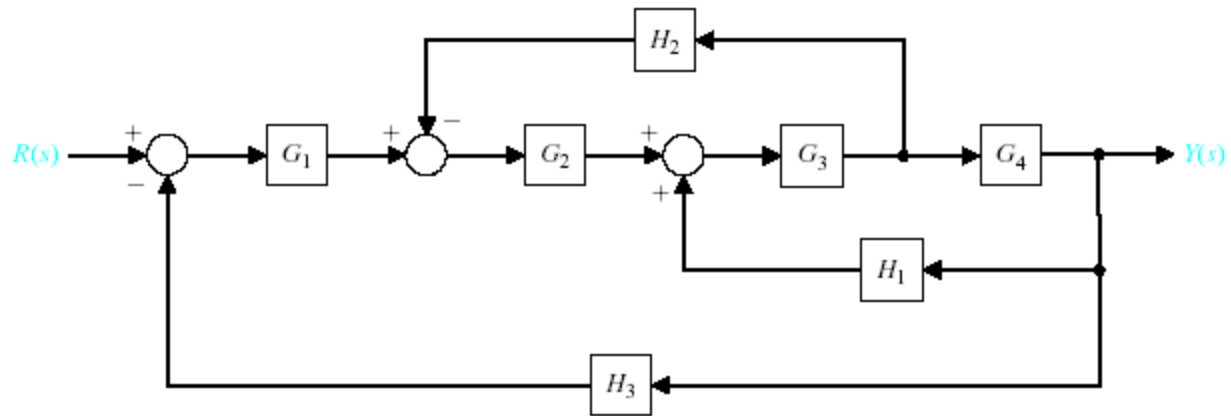 H2
+ − + +
R(s) G1 G2 G3 G4 Y(s)
− +
H1
H3